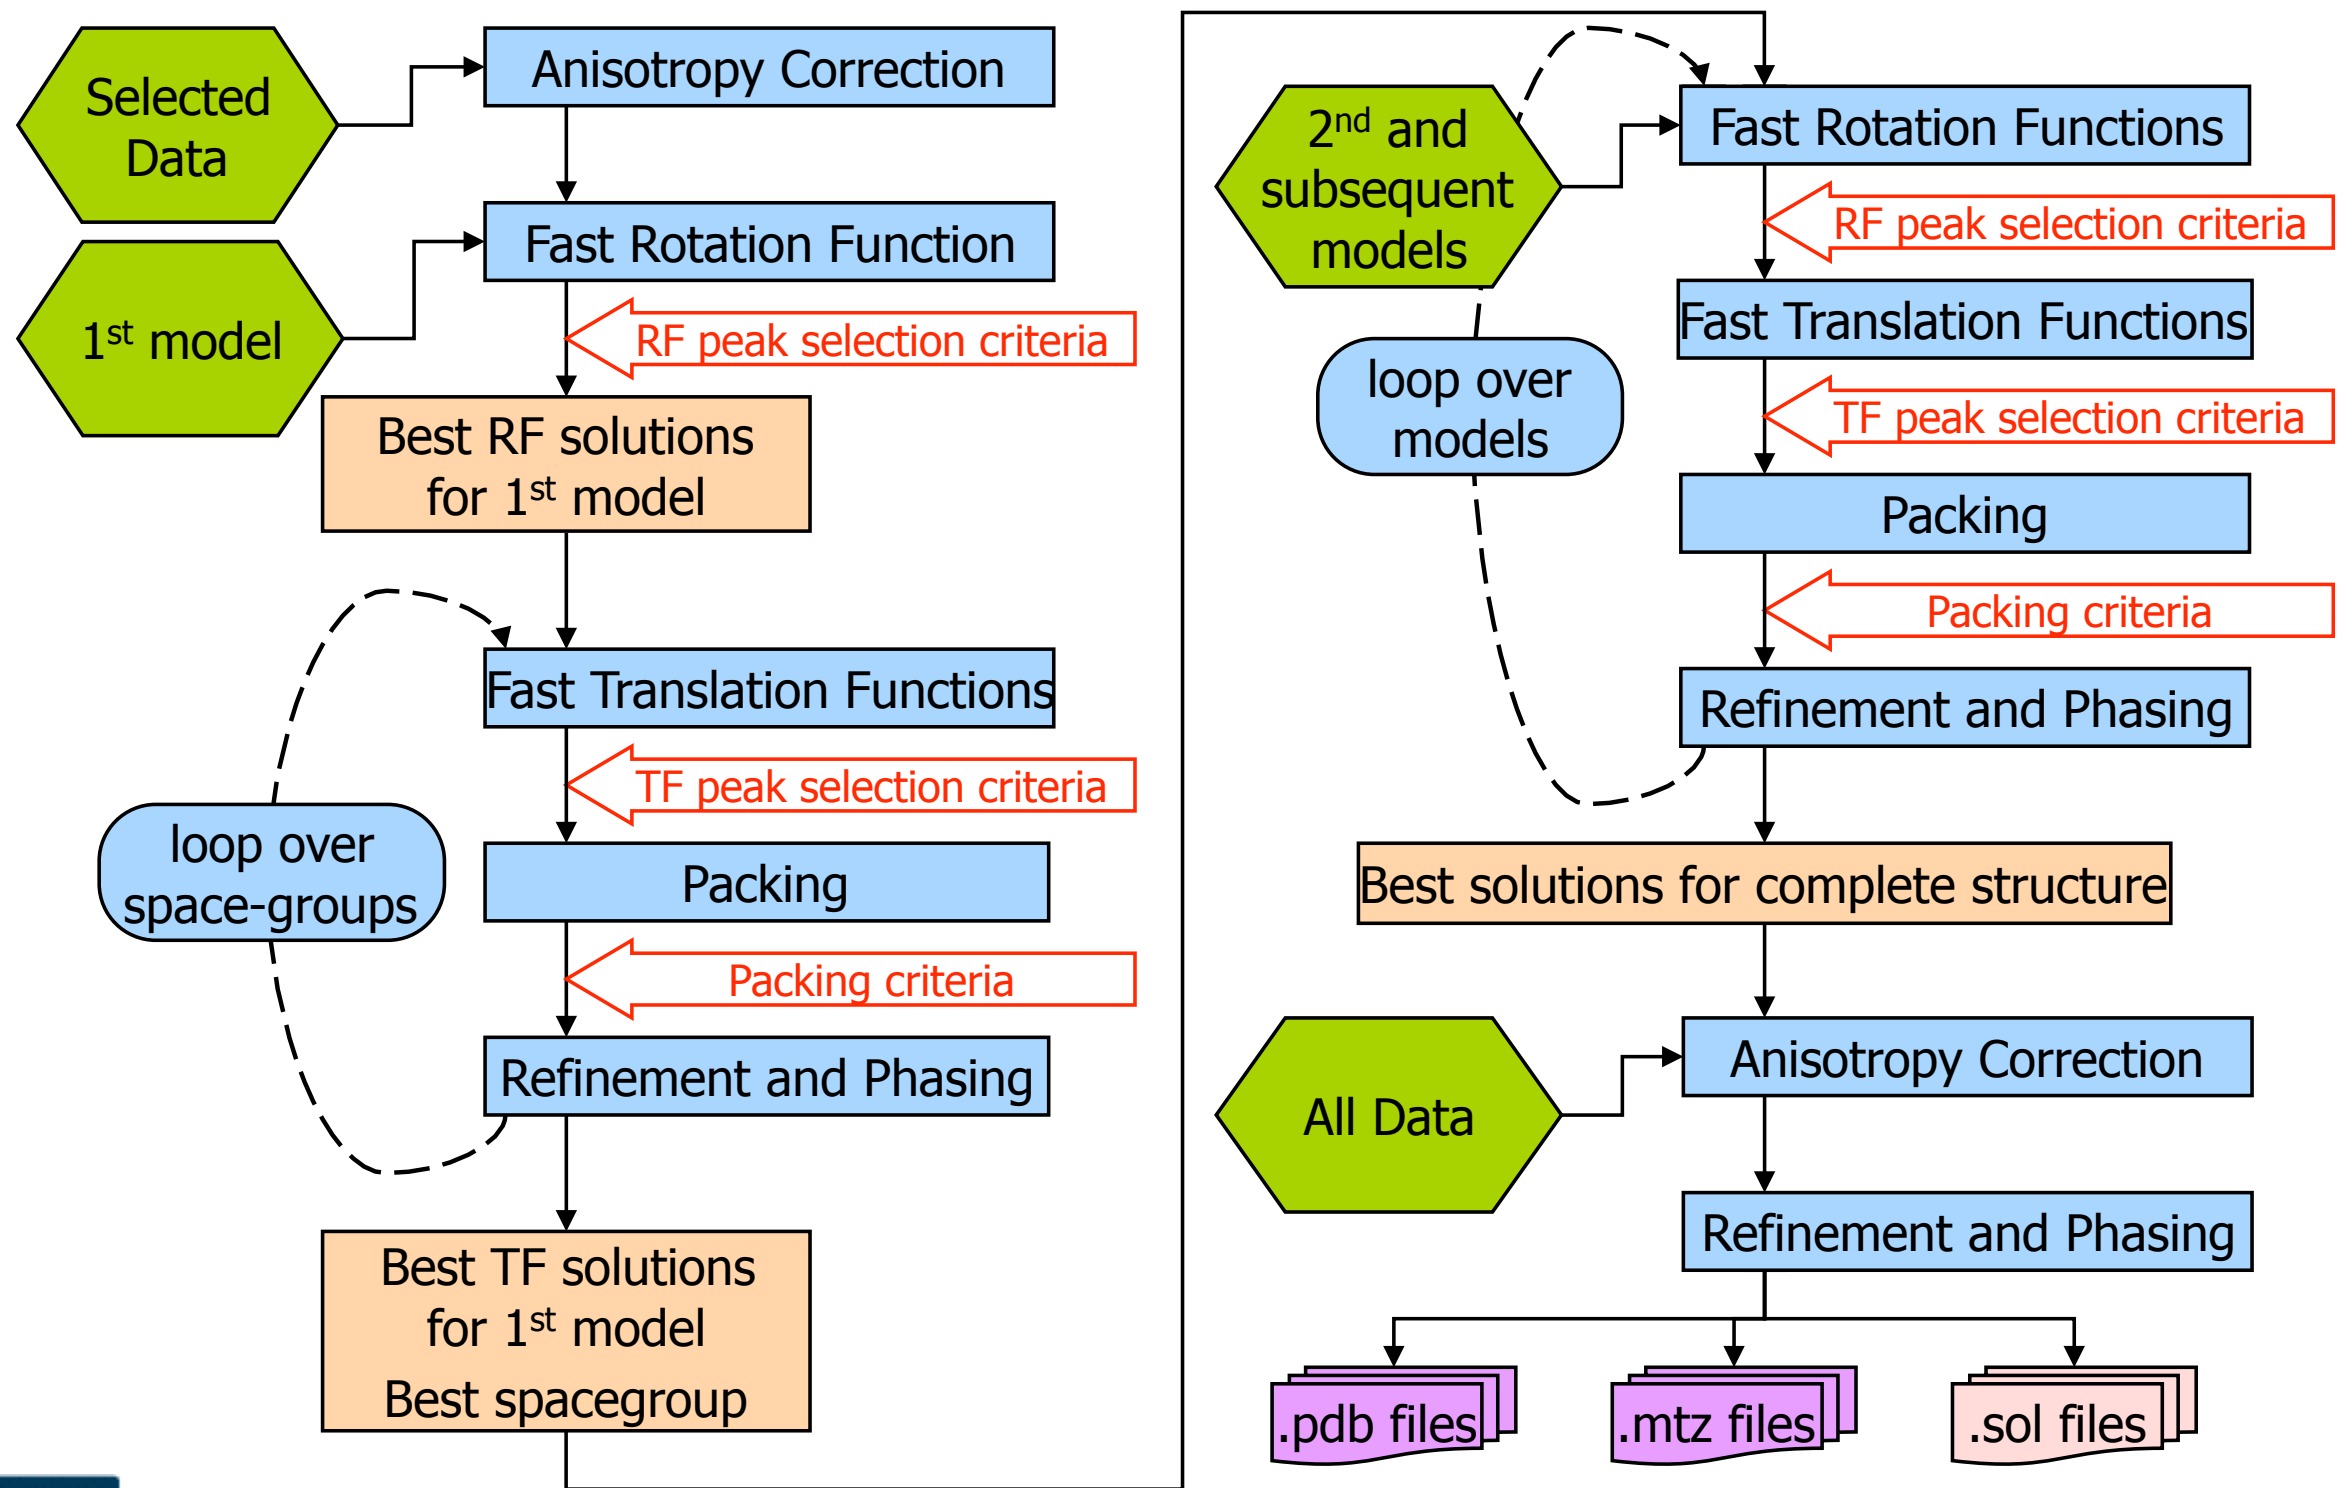 Selected
Data
Anisotropy Correction
1st model
Fast Rotation Function
RF peak selection criteria
Best RF solutions
for 1st model
Fast Translation Functions
TF peak selection criteria
loop over
space-groups
Packing
Packing criteria
Refinement and Phasing
Best TF solutions
for 1st model
Best spacegroup
2nd and
subsequent
models
Fast Rotation Functions
RF peak selection criteria
Fast Translation Functions
loop over
models
TF peak selection criteria
Packing
Packing criteria
Refinement and Phasing
Best solutions for complete structure
All Data
Anisotropy Correction
Refinement and Phasing
.pdb files
.mtz files
.sol files